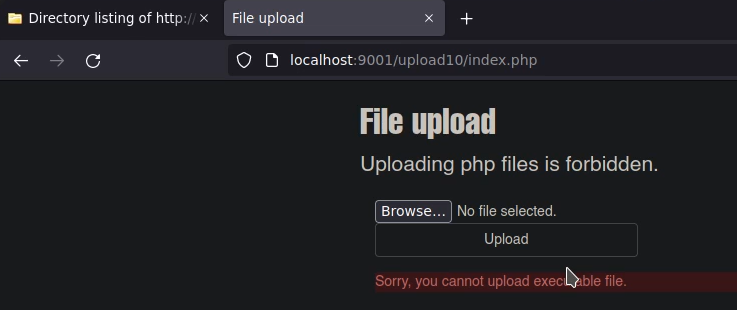 Directory listing of http://
File upload
localhost:9001/upload10/index.php
File upload
Uploading php files is forbidden.
Browse... No file selected.
Upload
Sorry, you cannot upload executable file.